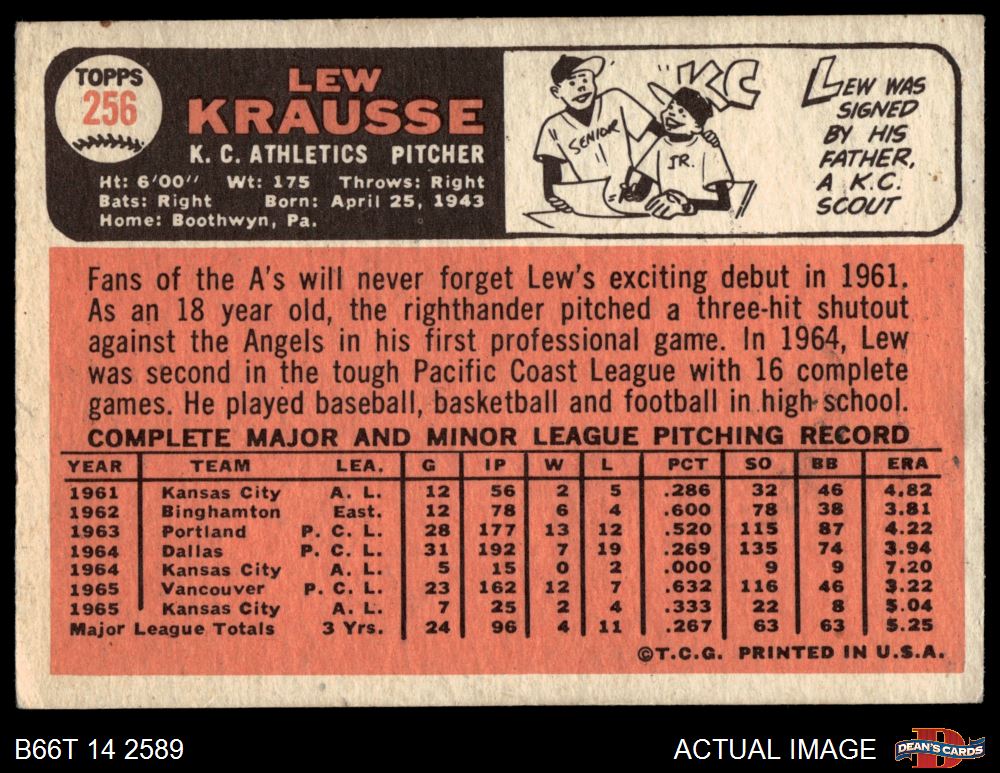 TOPPS
256
LEW
KRAUSSE
K. C. ATHLETICS PITCHER
Ht: 6'00" Wt: 175 Throws: Right
Bats: Right Born: April 25, 1943
Home: Boothwyn, Pa.
KC
SENIOR
JR.
LEW WAS
SIGNED
BY HIS
FATHER,
A K.C.
SCOUT
Fans of the A's will never forget Lew's exciting debut in 1961.
As an 18 year old, the righthander pitched a three-hit shutout
against the Angels in his first professional game. In 1964, Lew
was second in the tough Pacific Coast League with 16 complete
games. He played baseball, basketball and football in high school.
COMPLETE MAJOR AND MINOR LEAGUE PITCHING RECORD
YEAR TEAM LEA. G IP W L PCT SO BB ERA
1961 Kansas City A. L. 12 56 2 5 .286 32 46 4.82
1962 Binghamton East. 12 78 6 4 .600 78 38 3.81
1963 Portland P. C. L. 28 177 13 12 .520 115 87 4.22
1964 Dallas P. C. L. 31 192 7 19 .269 135 74 3.94
1964 Kansas City A. L. 5 15 0 2 .000 9 9 7.20
1965 Vancouver P. C. L. 23 162 12 7 .632 116 46 3.22
1965 Kansas City A. L. 7 25 2 4 .333 22 8 5.04
Major League Totals 3 Yrs. 24 96 4 11 .267 63 63 5.25
©T.C.G. PRINTED IN U.S.A.
B66T 14 2589
ACTUAL IMAGE
D
DEAN'S CARDS